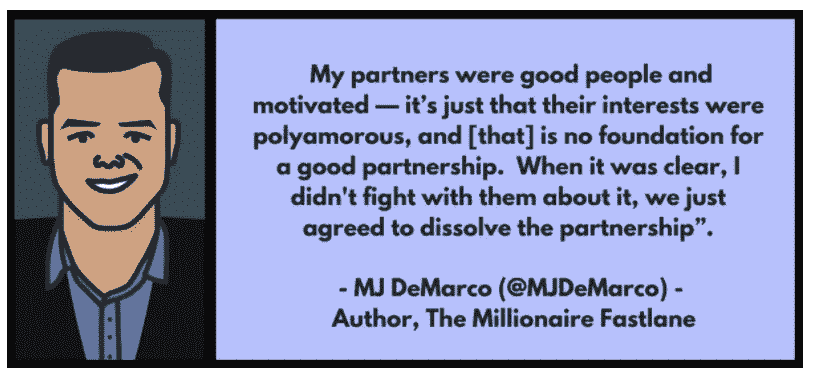 My partners were good people and
motivated — it's just that their interests were
polyamorous, and [that] is no foundation for
a good partnership.  When it was clear, I
didn't fight with them about it, we just
agreed to dissolve the partnership”.
- MJ DeMarco (@MJDeMarco) -
Author, The Millionaire Fastlane